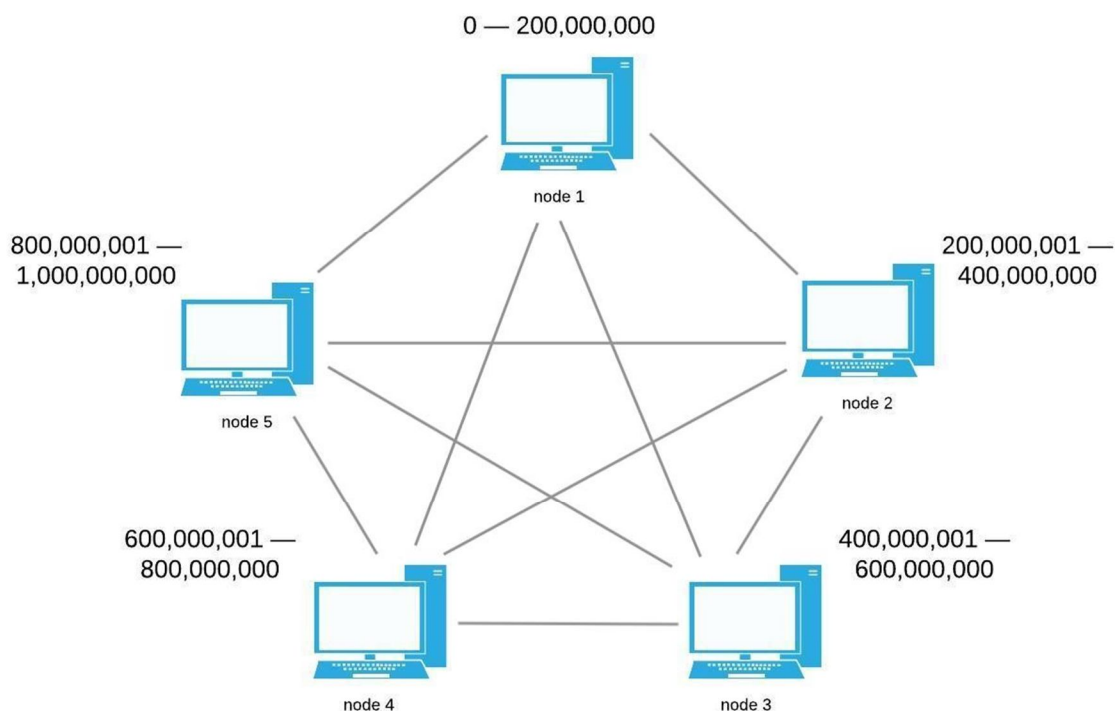 0 — 200,000,000
node 1
800,000,001 —
1,000,000,000
200,000,001 —
400,000,000
node 5
node 2
600,000,001 —
800,000,000
400,000,001 —
600,000,000
node 4
node 3